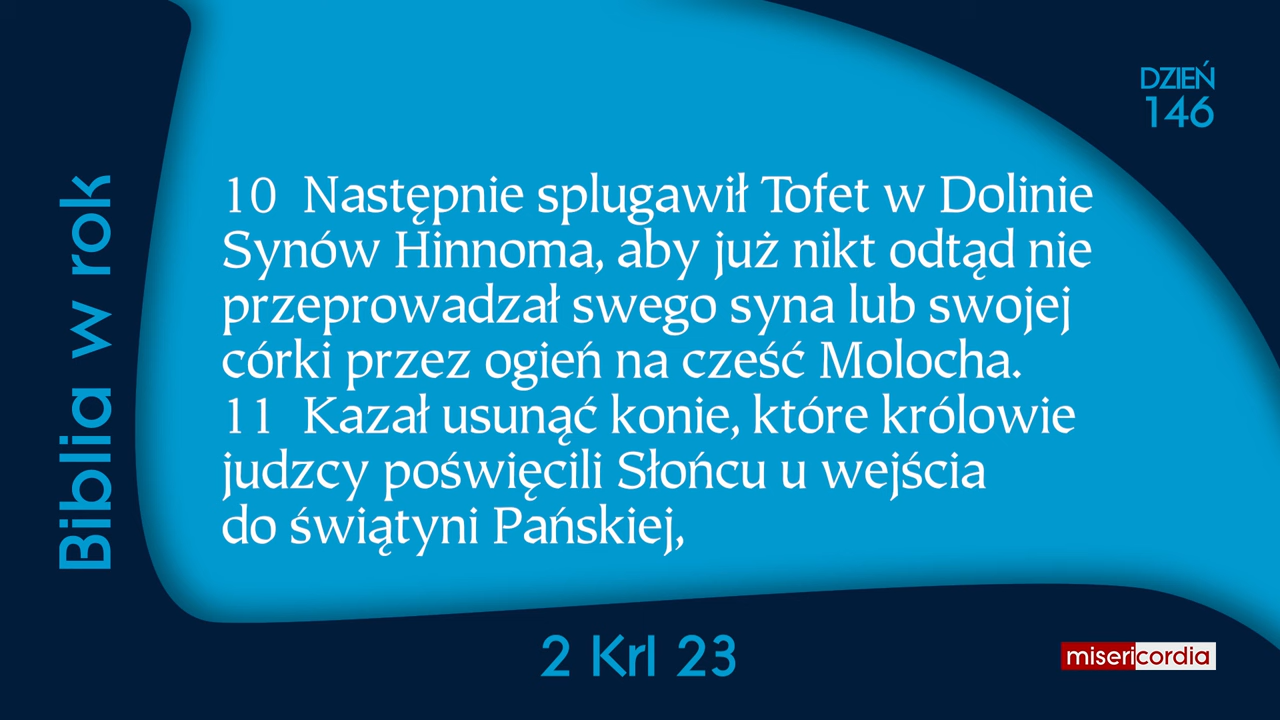 DZIEŃ
146
Biblia w rok
10 Następnie splugawił Tofet w Dolinie
Synów Hinnoma, aby już nikt odtąd nie
przeprowadzał swego syna lub swojej
córki przez ogień na cześć Molocha.
11 Kazał usunąć konie, które królowie
judzcy poświęcili Słońcu u wejścia
do świątyni Pańskiej,
2 Krl 23
misericordia